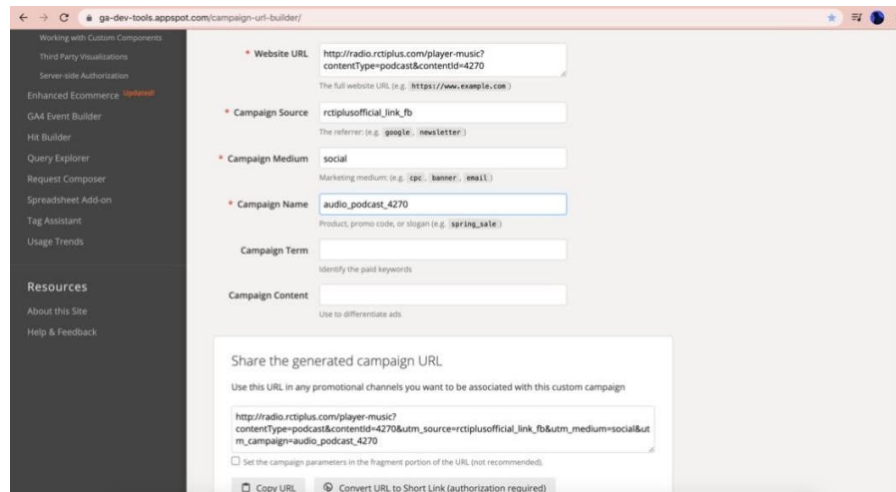 ga-dev-tools.appspot.com/campaign-url-builder/
Working with Custom Components
Third Party Visualizations
Server-side Authorization
Enhanced Ecommerce Updated!
GA4 Event Builder
Hit Builder
Query Explorer
Request Composer
Spreadsheet Add-on
Tag Assistant
Usage Trends
Resources
About this Site
Help & Feedback
* Website URL
http://radio.rctiplus.com/player-music?
contentType=podcast&contentId=4270
The full website URL (e.g. https://www.example.com )
* Campaign Source
rctiplusofficial_link_fb
The referrer: (e.g. google , newsletter )
* Campaign Medium
social
Marketing medium: (e.g. cpc , banner , email )
* Campaign Name
audio_podcast_4270
Product, promo code, or slogan (e.g. spring_sale )
Campaign Term
Identify the paid keywords
Campaign Content
Use to differentiate ads
Share the generated campaign URL
Use this URL in any promotional channels you want to be associated with this custom campaign
http://radio.rctiplus.com/player-music?
contentType=podcast&contentId=4270&utm_source=rctiplusofficial_link_fb&utm_medium=social&ut
m_campaign=audio_podcast_4270
Set the campaign parameters in the fragment portion of the URL (not recommended).
Copy URL
Convert URL to Short Link (authorization required)